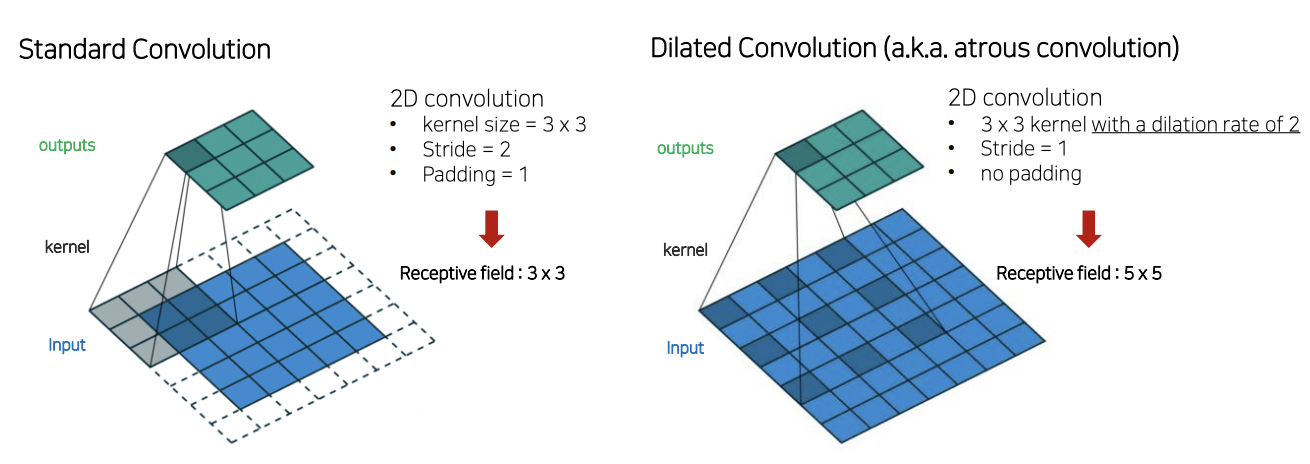 Standard Convolution
2D convolution
• kernel size = 3 x 3
• Stride = 2
• Padding = 1
outputs
kernel
Receptive field : 3 x 3
Input
Dilated Convolution (a.k.a. atrous convolution)
2D convolution
• 3 x 3 kernel with a dilation rate of 2
• Stride = 1
• no padding
outputs
kernel
Receptive field : 5 x 5
Input